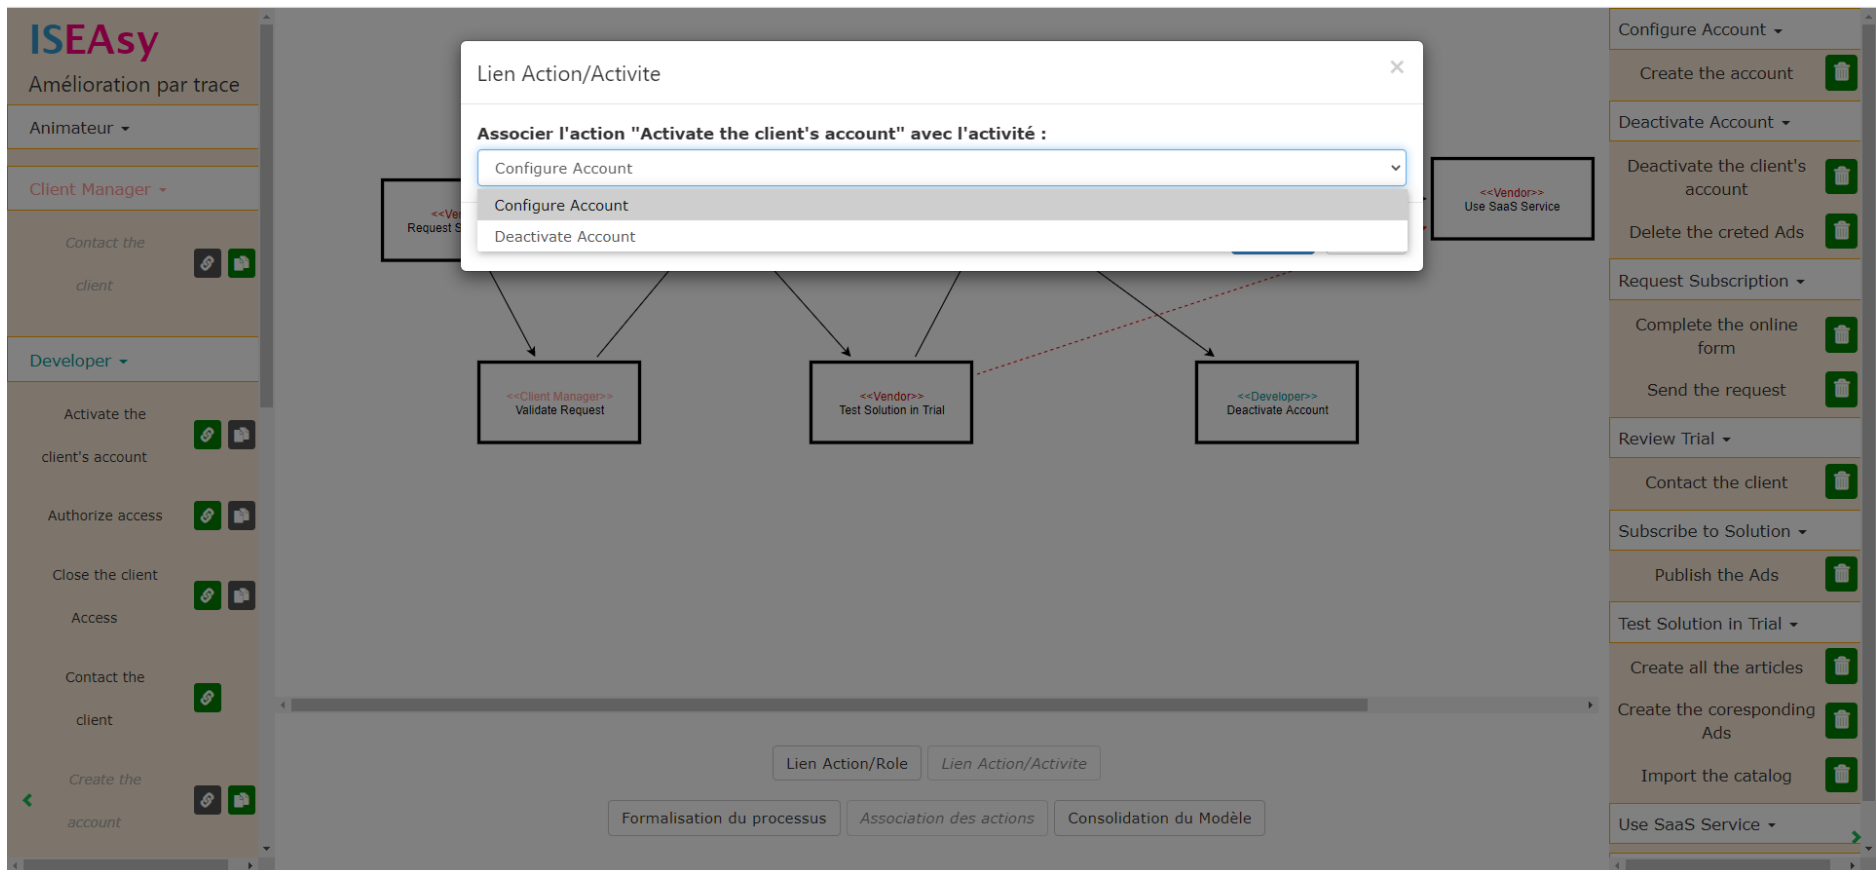 ISEAsy
Amélioration par trace
Animateur
Client Manager
Contact the
client
Developer
Activate the
client's account
Authorize access
Close the client
Access
Contact the
client
Create the
account
Lien Action/Activite
×
Associer l'action "Activate the client's account" avec l'activité :
Configure Account
Configure Account
Deactivate Account
Request S
<<Vendor>>
Use SaaS Service
<<Client Manager>>
Validate Request
<<Vendor>>
Test Solution in Trial
<<Developer>>
Deactivate Account
Lien Action/Role
Lien Action/Activite
Formalisation du processus
Association des actions
Consolidation du Modèle
Configure Account
Create the account
Deactivate Account
Deactivate the client's
account
Delete the creted Ads
Request Subscription
Complete the online
form
Send the request
Review Trial
Contact the client
Subscribe to Solution
Publish the Ads
Test Solution in Trial
Create all the articles
Create the coresponding
Ads
Import the catalog
Use SaaS Service